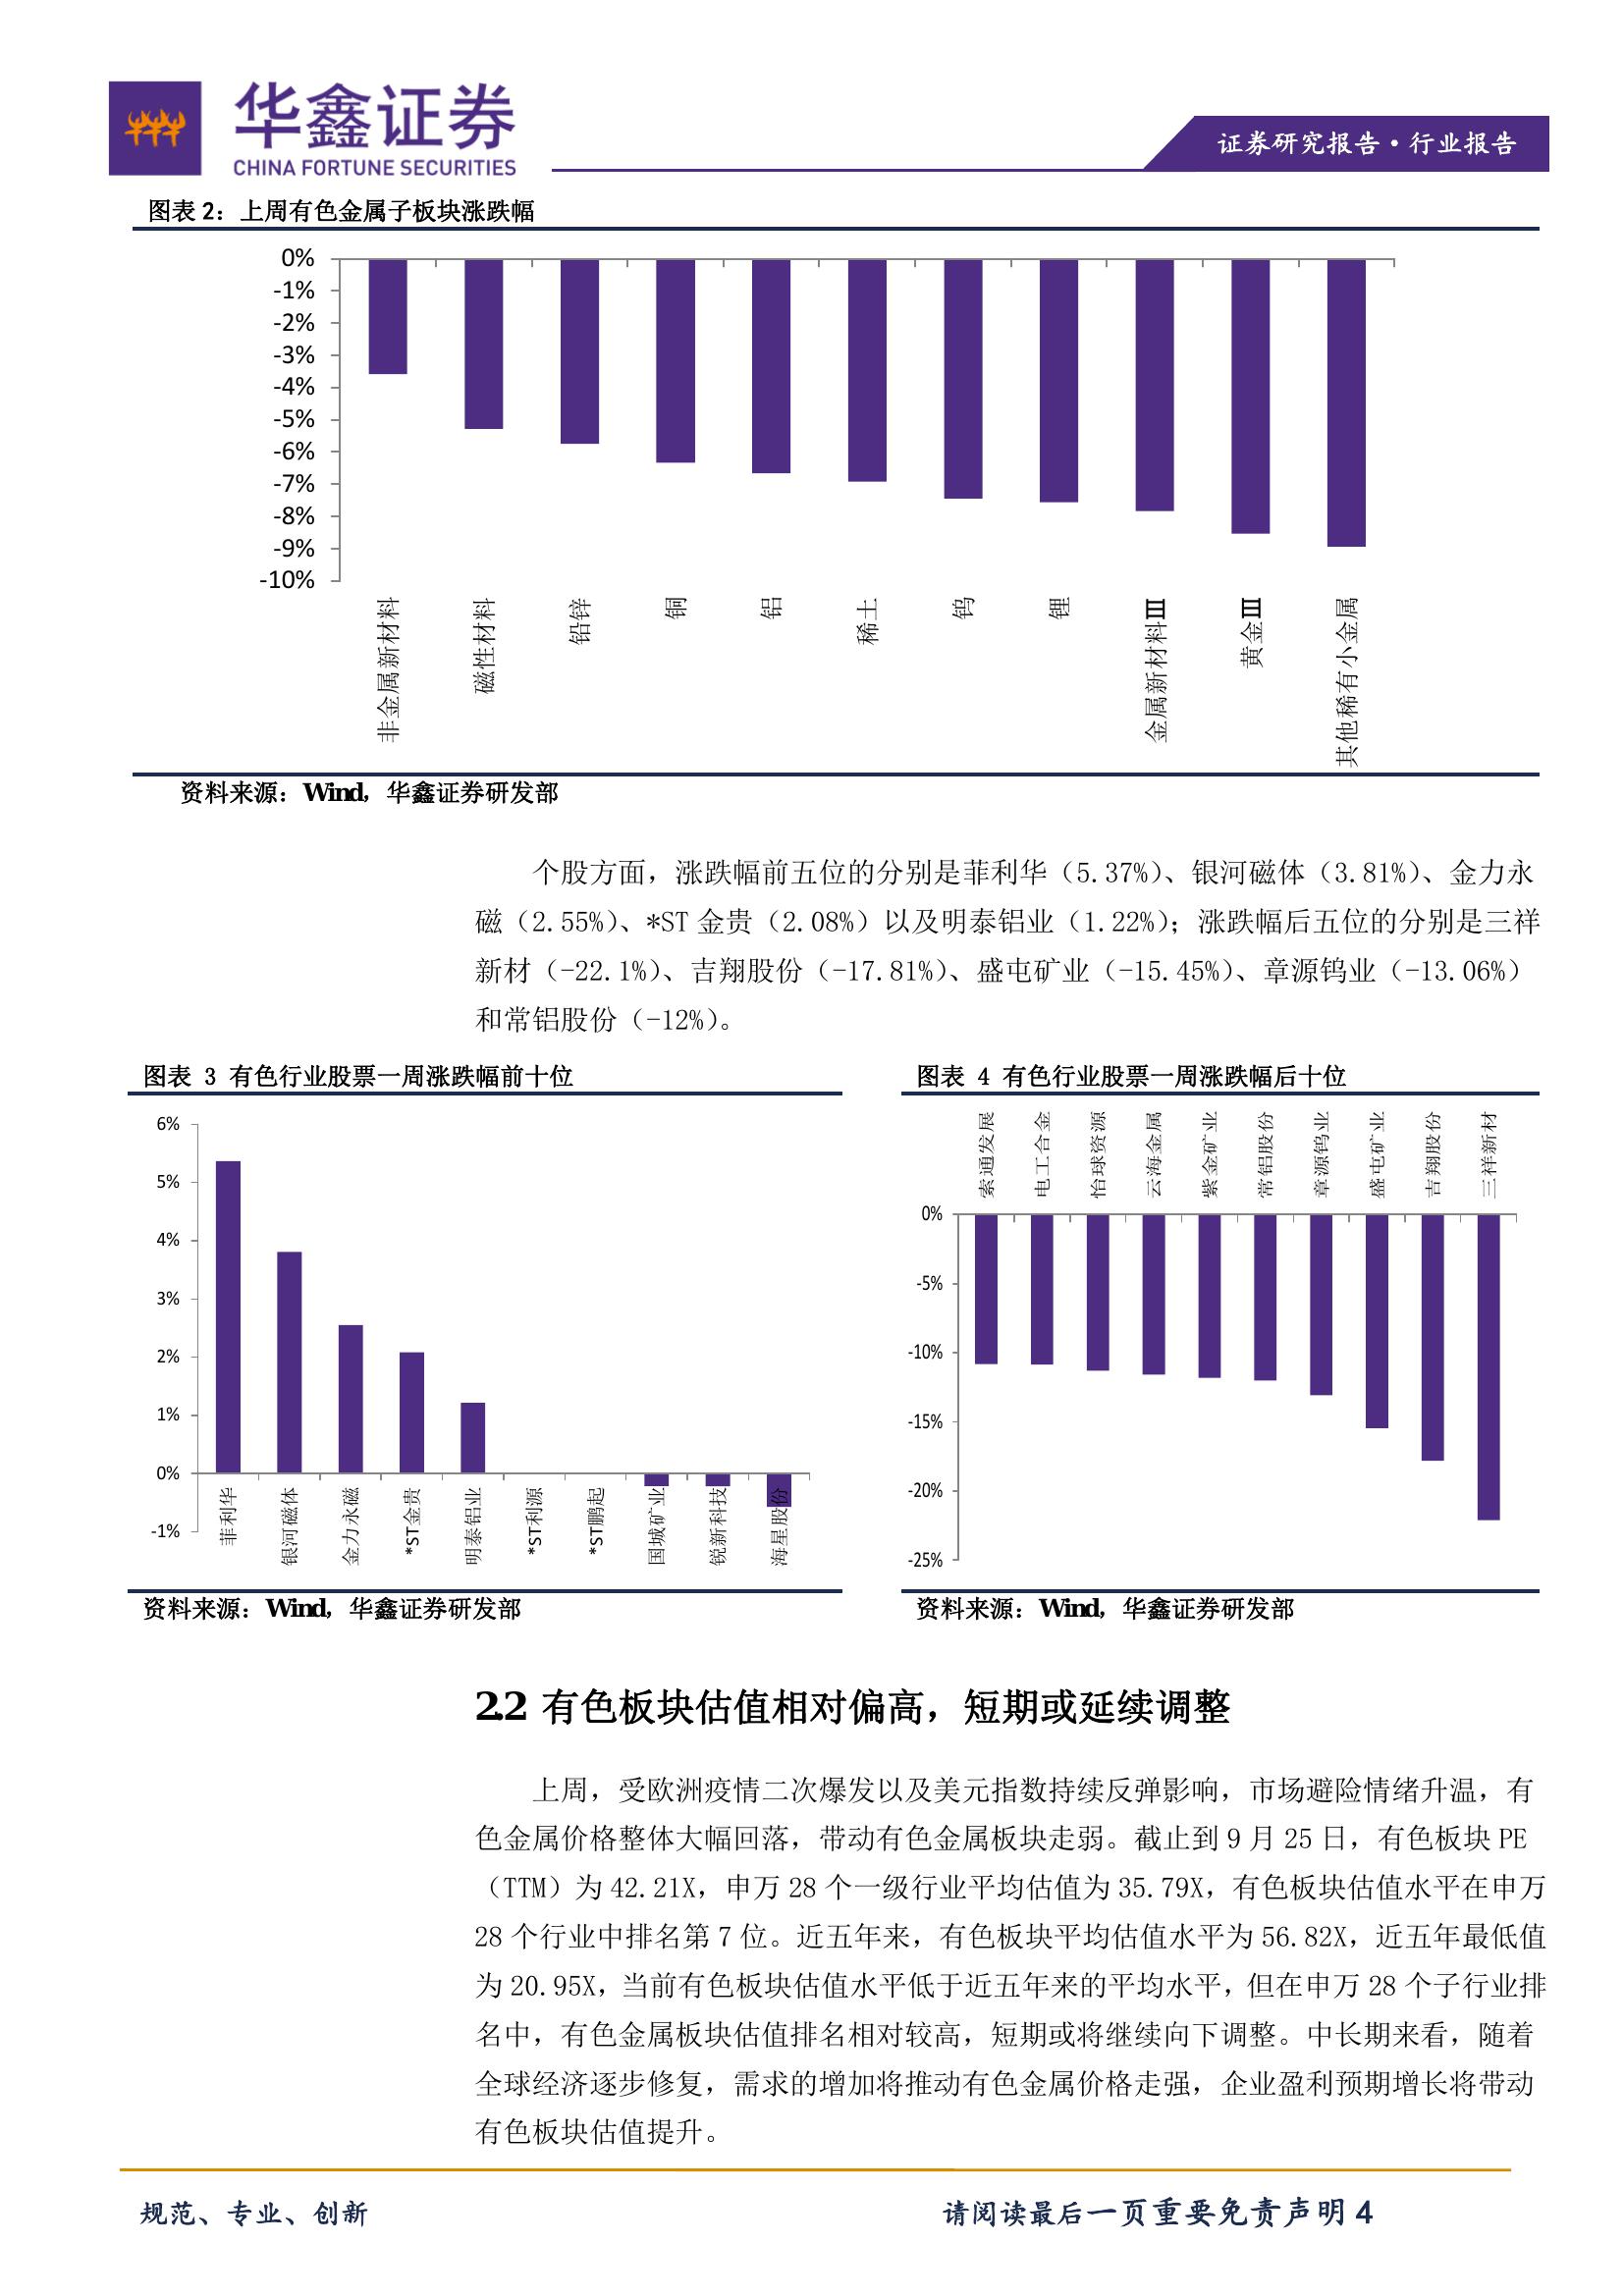 华鑫证券
CHINA FORTUNE SECURITIES
证券研究报告·行业报告
图表 2：上周有色金属子板块涨跌幅
0%
-1%
-2%
-3%
-4%
-5%
-6%
-7%
-8%
-9%
-10%
非金属新材料
磁性材料
铅锌
铜
铝
稀土
钨
锂
金属新材料Ⅲ
黄金Ⅲ
其他稀有小金属
资料来源：Wind，华鑫证券研发部
个股方面，涨跌幅前五位的分别是菲利华（5.37%）、银河磁体（3.81%）、金力永
磁（2.55%）、*ST 金贵（2.08%）以及明泰铝业（1.22%）；涨跌幅后五位的分别是三祥
新材（-22.1%）、吉翔股份（-17.81%）、盛屯矿业（-15.45%）、章源钨业（-13.06%）
和常铝股份（-12%）。
图表 3 有色行业股票一周涨跌幅前十位
6%
5%
4%
3%
2%
1%
0%
-1%
菲利华
银河磁体
金力永磁
*ST金贵
明泰铝业
*ST利源
*ST鹏起
国城矿业
锐新科技
海星股份
资料来源：Wind，华鑫证券研发部
图表 4 有色行业股票一周涨跌幅后十位
索通发展
电工合金
怡球资源
云海金属
紫金矿业
常铝股份
章源钨业
盛屯矿业
吉翔股份
三祥新材
0%
-5%
-10%
-15%
-20%
-25%
资料来源：Wind，华鑫证券研发部
2.2 有色板块估值相对偏高，短期或延续调整
上周，受欧洲疫情二次爆发以及美元指数持续反弹影响，市场避险情绪升温，有
色金属价格整体大幅回落，带动有色金属板块走弱。截止到 9 月 25 日，有色板块 PE
（TTM）为 42.21X，申万 28 个一级行业平均估值为 35.79X，有色板块估值水平在申万
28 个行业中排名第 7 位。近五年来，有色板块平均估值水平为 56.82X，近五年最低值
为 20.95X，当前有色板块估值水平低于近五年来的平均水平，但在申万 28 个子行业排
名中，有色金属板块估值排名相对较高，短期或将继续向下调整。中长期来看，随着
全球经济逐步修复，需求的增加将推动有色金属价格走强，企业盈利预期增长将带动
有色板块估值提升。
规范、专业、创新
请阅读最后一页重要免责声明 4